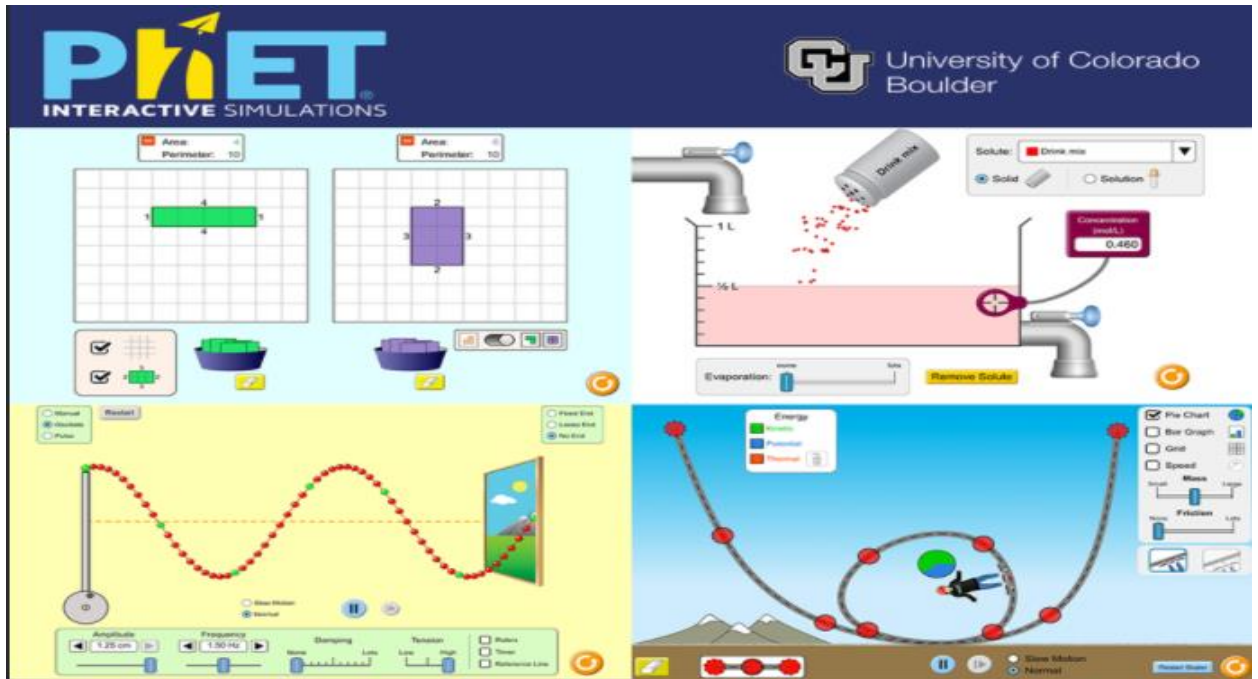 PhET
INTERACTIVE SIMULATIONS
University of Colorado
Boulder
Area: 4
Perimeter: 10
Area: 6
Perimeter: 10
4
1
1
4
2
3
3
2
Solute: Drink mix
Solid
Solution
Drink mix
1 L
½ L
Concentration
(mol/L)
0.460
Evaporation:
none
lots
Remove Solute
Manual
Oscillate
Pulse
Restart
Fixed End
Loose End
No End
Slow Motion
Normal
Amplitude
1.25 cm
Frequency
1.50 Hz
Damping
None
Lots
Tension
Low
High
Rulers
Timer
Reference Line
Energy
Kinetic
Potential
Thermal
Pie Chart
Bar Graph
Grid
Speed
Mass
Small
Large
Friction
None
Lots
Slow Motion
Normal
Restart Skater